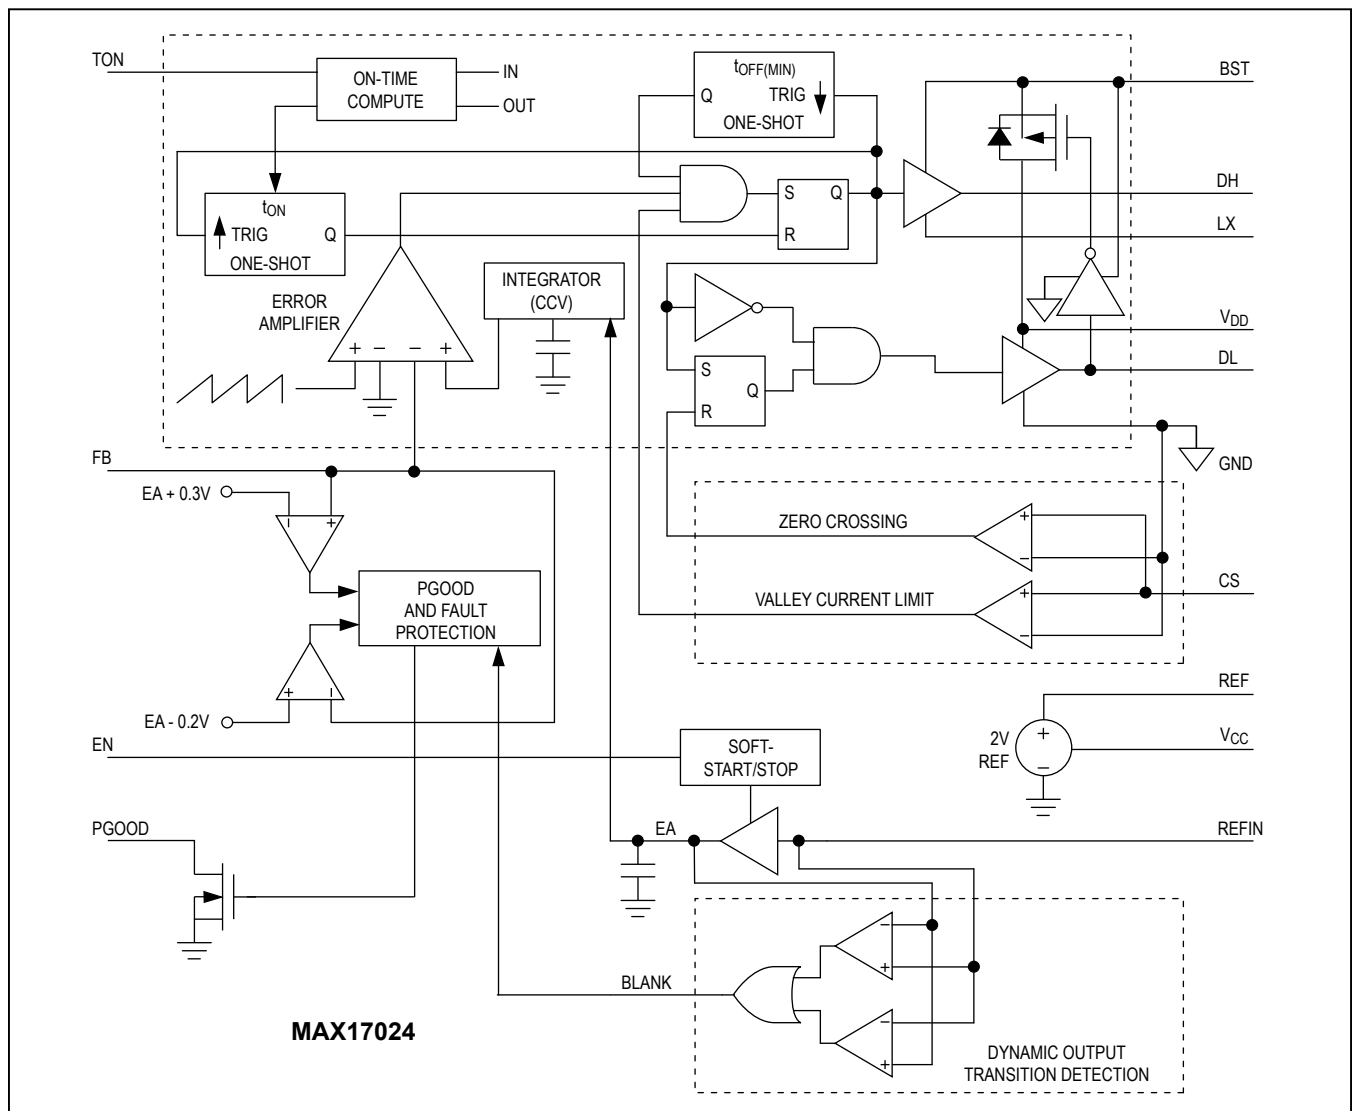 TON
ON-TIME
COMPUTE
IN
OUT
tOFF(MIN)
Q
TRIG
ONE-SHOT
BST
tON
TRIG
Q
ONE-SHOT
S
Q
R
DH
LX
ERROR
AMPLIFIER
+
−
−
+
INTEGRATOR
(CCV)
S
Q
R
VDD
DL
GND
FB
EA + 0.3V
−
+
PGOOD
AND FAULT
PROTECTION
+
−
EA - 0.2V
ZERO CROSSING
+
−
VALLEY CURRENT LIMIT
+
−
CS
REF
2V
REF
+
−
VCC
EN
SOFT-
START/STOP
PGOOD
EA
REFIN
−
+
BLANK
−
+
MAX17024
DYNAMIC OUTPUT
TRANSITION DETECTION